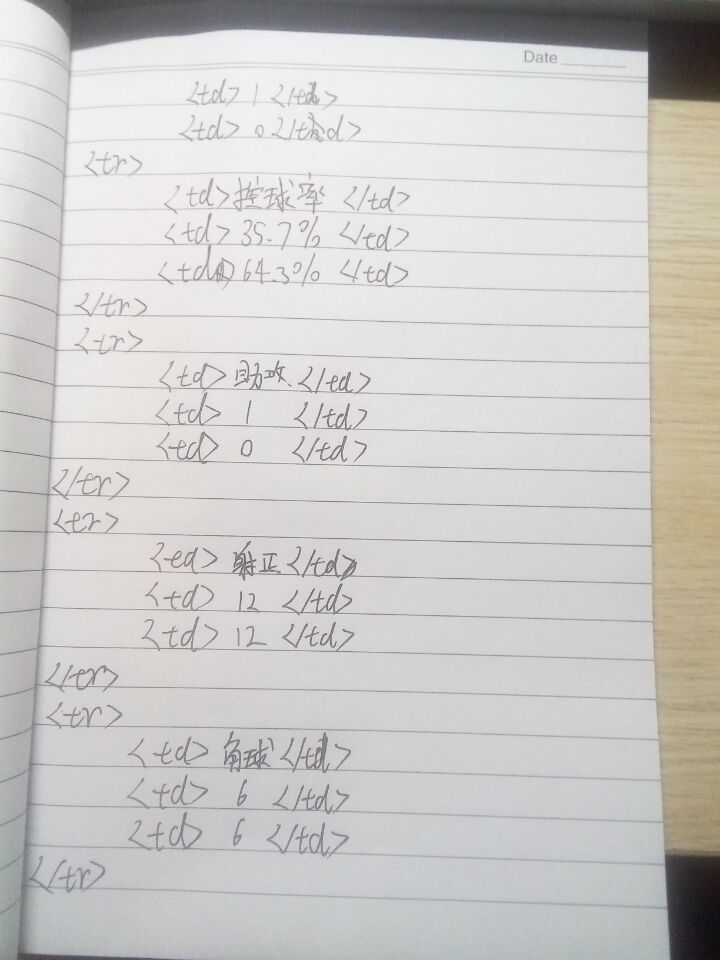 Date
<td> 1 </td>
<td> 0 </td>
<tr>
<td> 控球率 </td>
<td> 35.7% </td>
<td> 64.3% </td>
</tr>
<tr>
<td> 助攻 </td>
<td> 1 </td>
<td> 0 </td>
</tr>
<tr>
<td> 射正 </td>
<td> 12 </td>
<td> 12 </td>
</tr>
<tr>
<td> 角球 </td>
<td> 6 </td>
<td> 6 </td>
</tr>